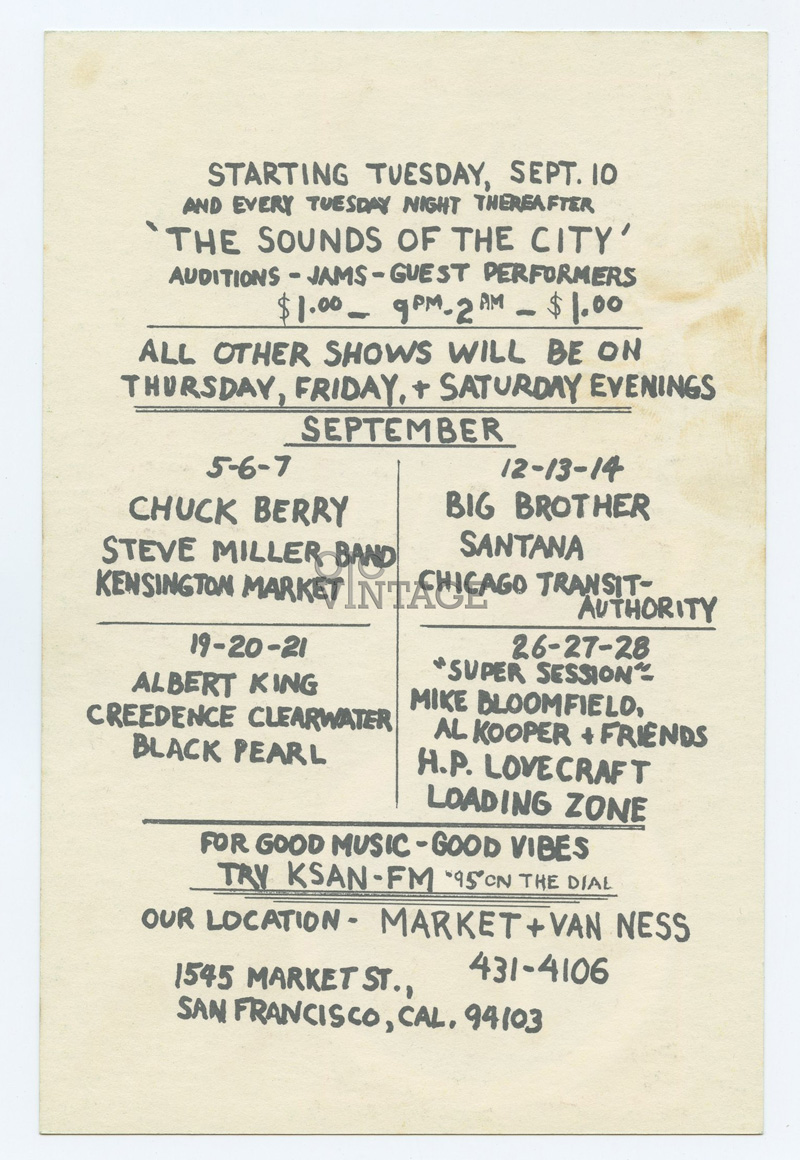 STARTING TUESDAY, SEPT. 10
AND EVERY TUESDAY NIGHT THEREAFTER
'THE SOUNDS OF THE CITY'
AUDITIONS - JAMS - GUEST PERFORMERS
$1.00 - 9PM-2AM - $1.00
ALL OTHER SHOWS WILL BE ON
THURSDAY, FRIDAY, + SATURDAY EVENINGS
SEPTEMBER
5-6-7
CHUCK BERRY
STEVE MILLER BAND
KENSINGTON MARKET
12-13-14
BIG BROTHER
SANTANA
CHICAGO TRANSIT-
AUTHORITY
VINTAGE
19-20-21
ALBERT KING
CREEDENCE CLEARWATER
BLACK PEARL
26-27-28
"SUPER SESSION"-
MIKE BLOOMFIELD,
AL KOOPER + FRIENDS
H.P. LOVECRAFT
LOADING ZONE
FOR GOOD MUSIC - GOOD VIBES
TRY KSAN-FM "95" ON THE DIAL
OUR LOCATION - MARKET + VAN NESS
431-4106
1545 MARKET ST.,
SAN FRANCISCO, CAL. 94103